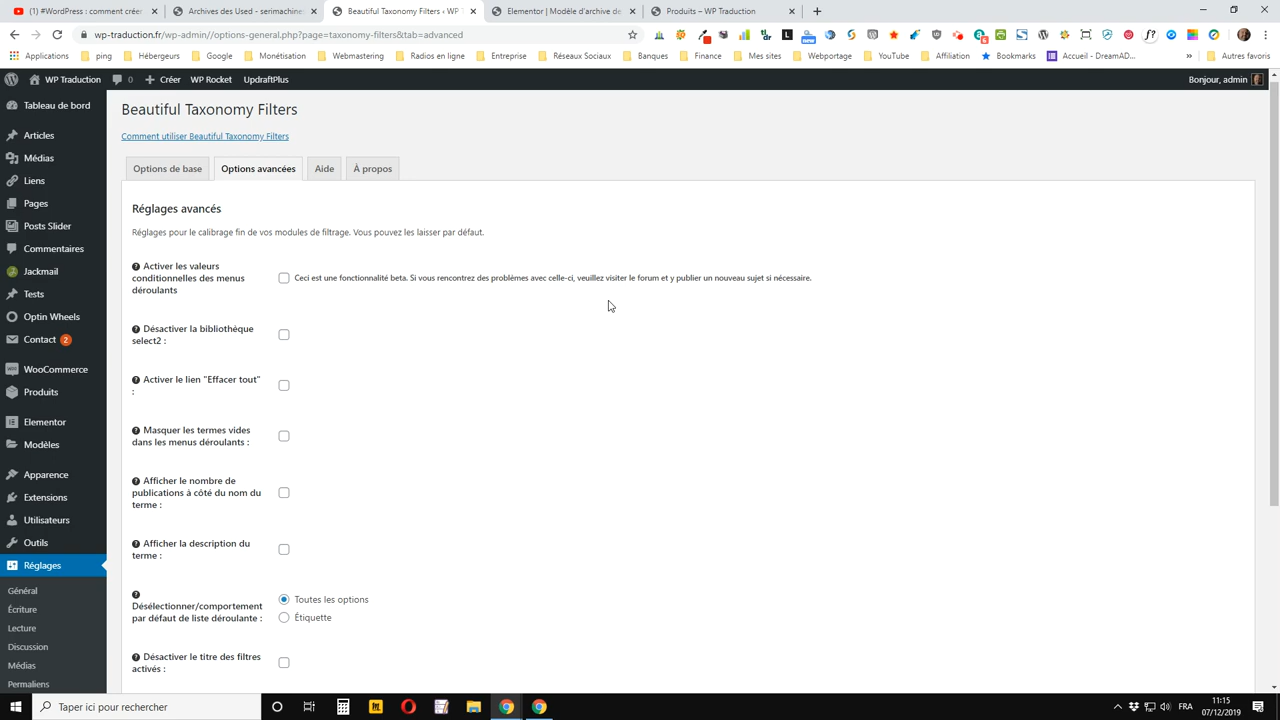 #WordPress : comment créer
Archives des Used - serimachines
Beautiful Taxonomy Filters ‹ WP T
Elementor | Modèle d'archive de
Produits – WP Traduction
wp-traduction.fr/wp-admin//options-general.php?page=taxonomy-filters&tab=advanced
Applications
ping
Hébergeurs
Google
Monétisation
Webmastering
Radios en ligne
Entreprise
Réseaux Sociaux
Banques
Finance
Mes sites
Webportage
YouTube
Affiliation
Bookmarks
Accueil - DreamAD...
»
Autres favoris
WP Traduction
0
Créer
WP Rocket
UpdraftPlus
Bonjour, admin
Tableau de bord
Articles
Médias
Liens
Pages
Posts Slider
Commentaires
Jackmail
Tests
Optin Wheels
Contact 2
WooCommerce
Produits
Elementor
Modèles
Apparence
Extensions
Utilisateurs
Outils
Réglages
Général
Écriture
Lecture
Discussion
Médias
Permaliens
Beautiful Taxonomy Filters
Comment utiliser Beautiful Taxonomy Filters
Options de base
Options avancées
Aide
À propos
Réglages avancés
Réglages pour le calibrage fin de vos modules de filtrage. Vous pouvez les laisser par défaut.
Activer les valeurs
conditionnelles des menus
déroulants
Ceci est une fonctionnalité beta. Si vous rencontrez des problèmes avec celle-ci, veuillez visiter le forum et y publier un nouveau sujet si nécessaire.
Désactiver la bibliothèque
select2 :
Activer le lien "Effacer tout"
:
Masquer les termes vides
dans les menus déroulants :
Afficher le nombre de
publications à côté du nom du
terme :
Afficher la description du
terme :
Désélectionner/comportement
par défaut de liste déroulante :
Toutes les options
Étiquette
Désactiver le titre des filtres
activés :
Taper ici pour rechercher
FRA
11:15
07/12/2019